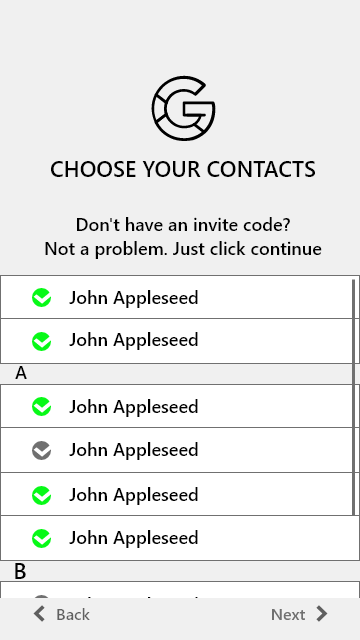 CHOOSE YOUR CONTACTS
Don't have an invite code?
Not a problem. Just click continue
John Appleseed
John Appleseed
A
John Appleseed
John Appleseed
John Appleseed
John Appleseed
B
Back
Next